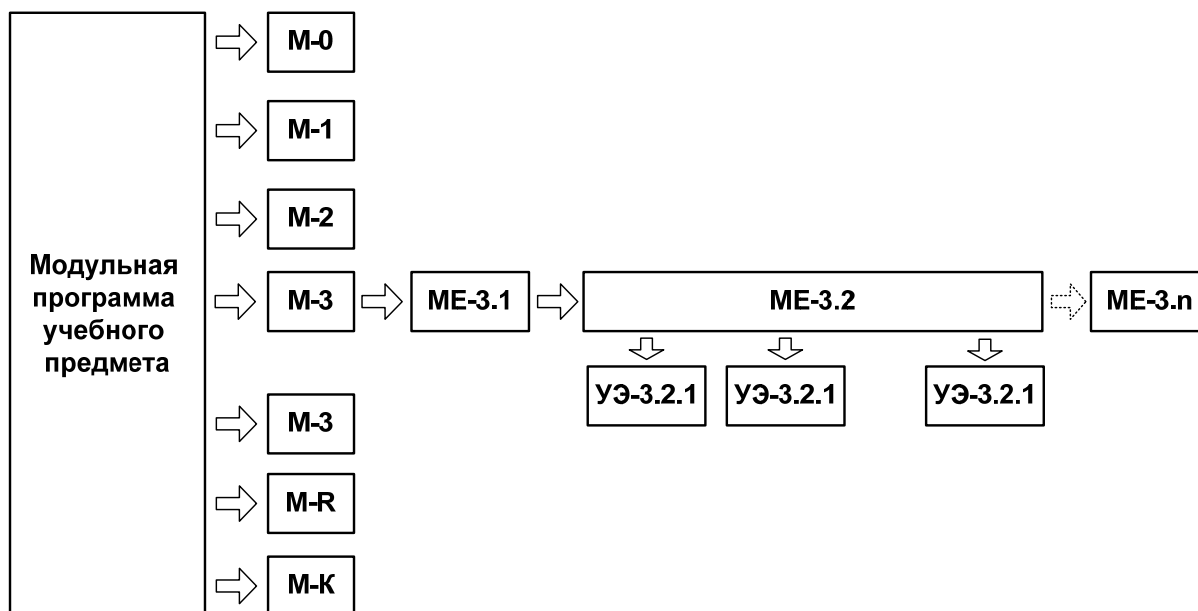 М-0
М-1
М-2
Модульная
программа
учебного
предмета
М-3
МЕ-3.1
МЕ-3.2
МЕ-3.n
УЭ-3.2.1
УЭ-3.2.1
УЭ-3.2.1
М-3
М-R
М-К